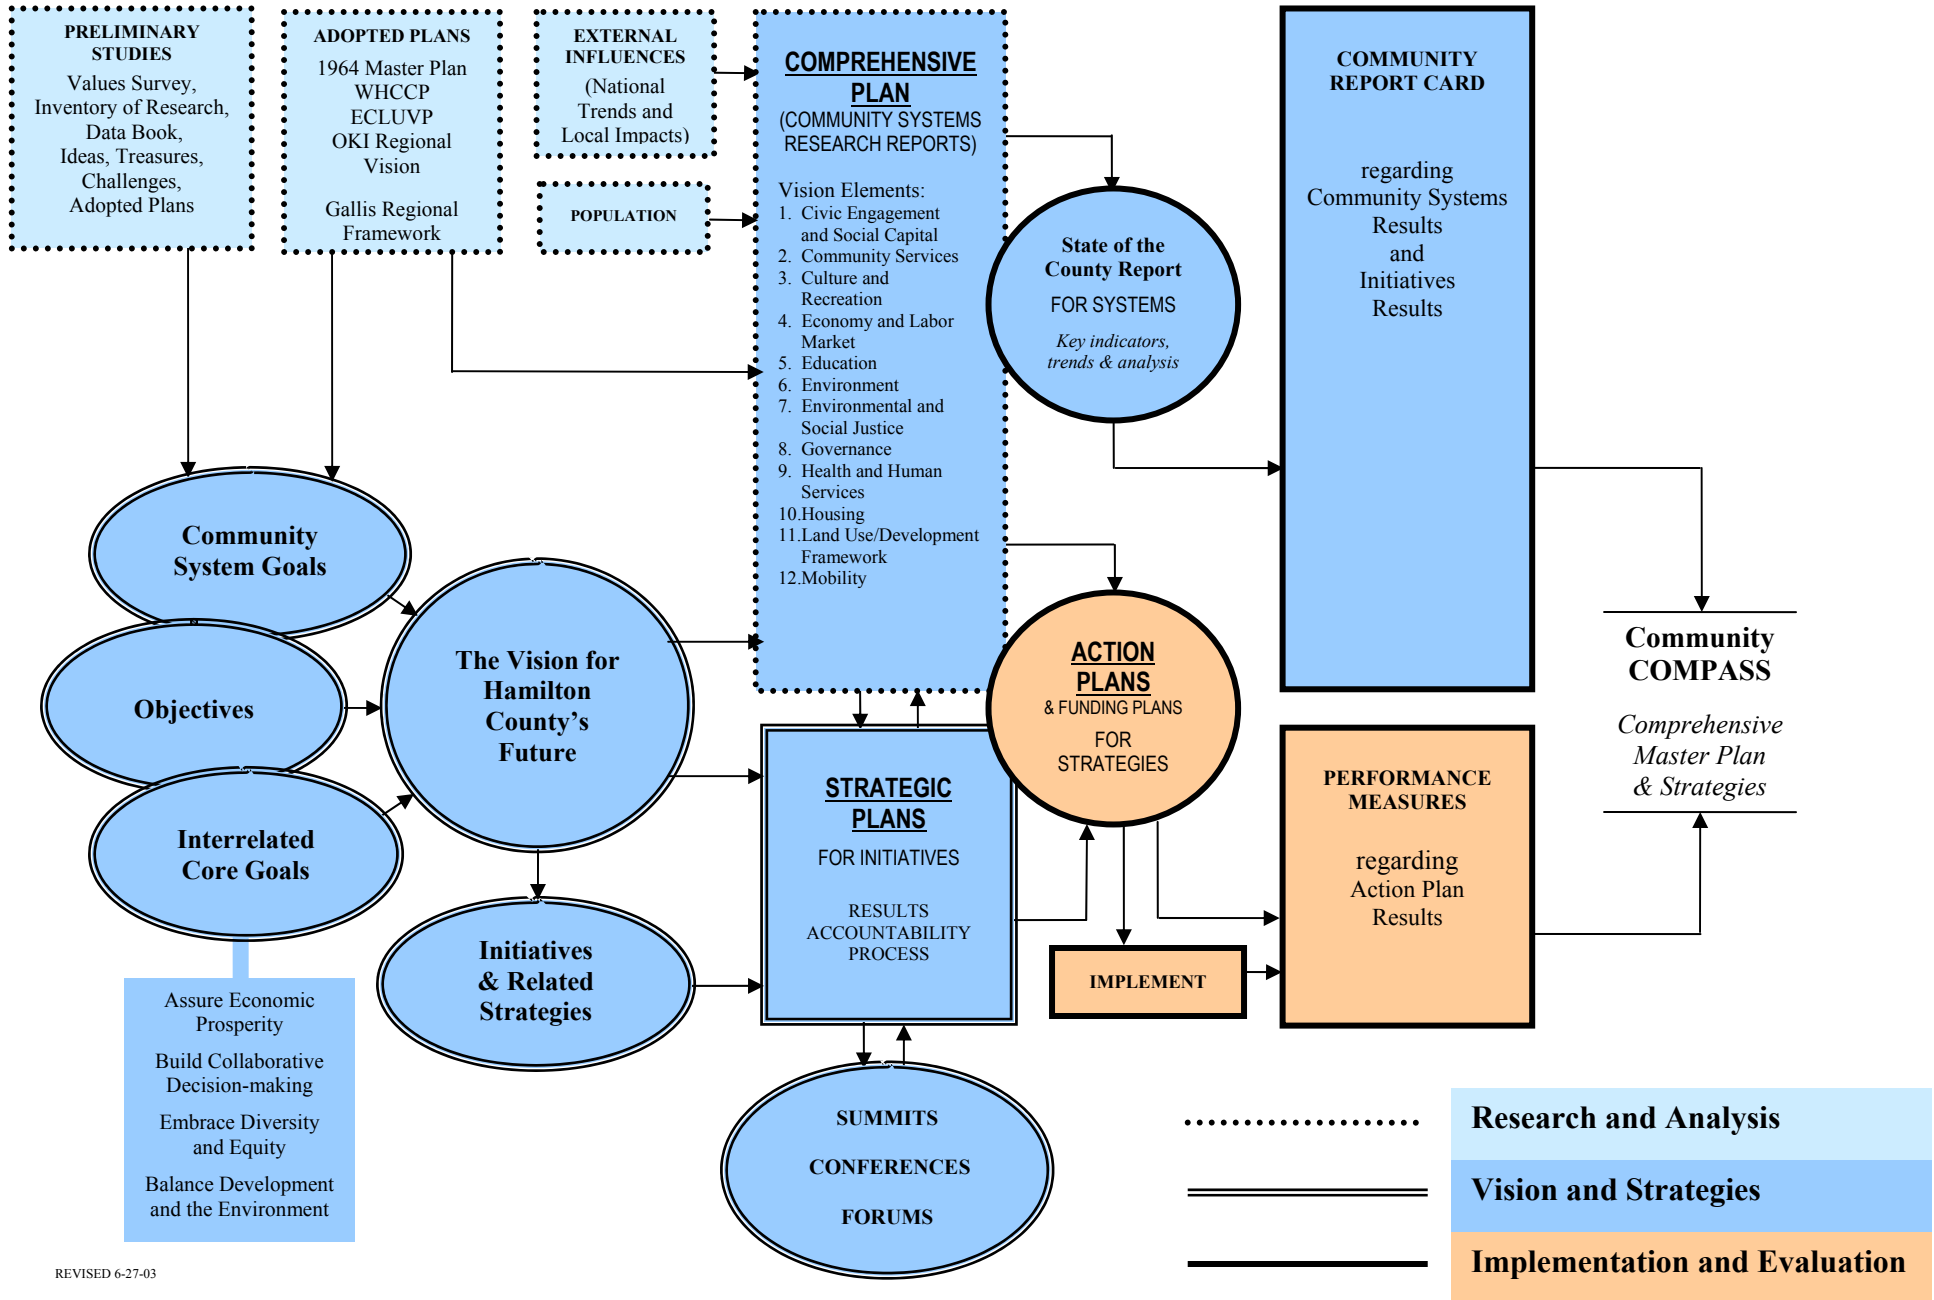 PRELIMINARY
STUDIES
Values Survey,
Inventory of Research,
Data Book,
Ideas, Treasures,
Challenges,
Adopted Plans
ADOPTED PLANS
1964 Master Plan
WHCCP
ECLUVP
OKI Regional
Vision
Gallis Regional
Framework
EXTERNAL
INFLUENCES
(National
Trends and
Local Impacts)
POPULATION
COMPREHENSIVE
PLAN
(COMMUNITY SYSTEMS
RESEARCH REPORTS)
Vision Elements:
1. Civic Engagement
and Social Capital
2. Community Services
3. Culture and
Recreation
4. Economy and Labor
Market
5. Education
6. Environment
7. Environmental and
Social Justice
8. Governance
9. Health and Human
Services
10.Housing
11.Land Use/Development
Framework
12.Mobility
State of the
County Report
FOR SYSTEMS
Key indicators,
trends & analysis
COMMUNITY
REPORT CARD
regarding
Community Systems
Results
and
Initiatives
Results
Community
System Goals
Objectives
Interrelated
Core Goals
Assure Economic
Prosperity
Build Collaborative
Decision-making
Embrace Diversity
and Equity
Balance Development
and the Environment
The Vision for
Hamilton
County’s
Future
Initiatives
& Related
Strategies
STRATEGIC
PLANS
FOR INITIATIVES
RESULTS
ACCOUNTABILITY
PROCESS
SUMMITS
CONFERENCES
FORUMS
ACTION
PLANS
& FUNDING PLANS
FOR
STRATEGIES
IMPLEMENT
PERFORMANCE
MEASURES
regarding
Action Plan
Results
Community
COMPASS
Comprehensive
Master Plan
& Strategies
Research and Analysis
Vision and Strategies
Implementation and Evaluation
REVISED 6-27-03